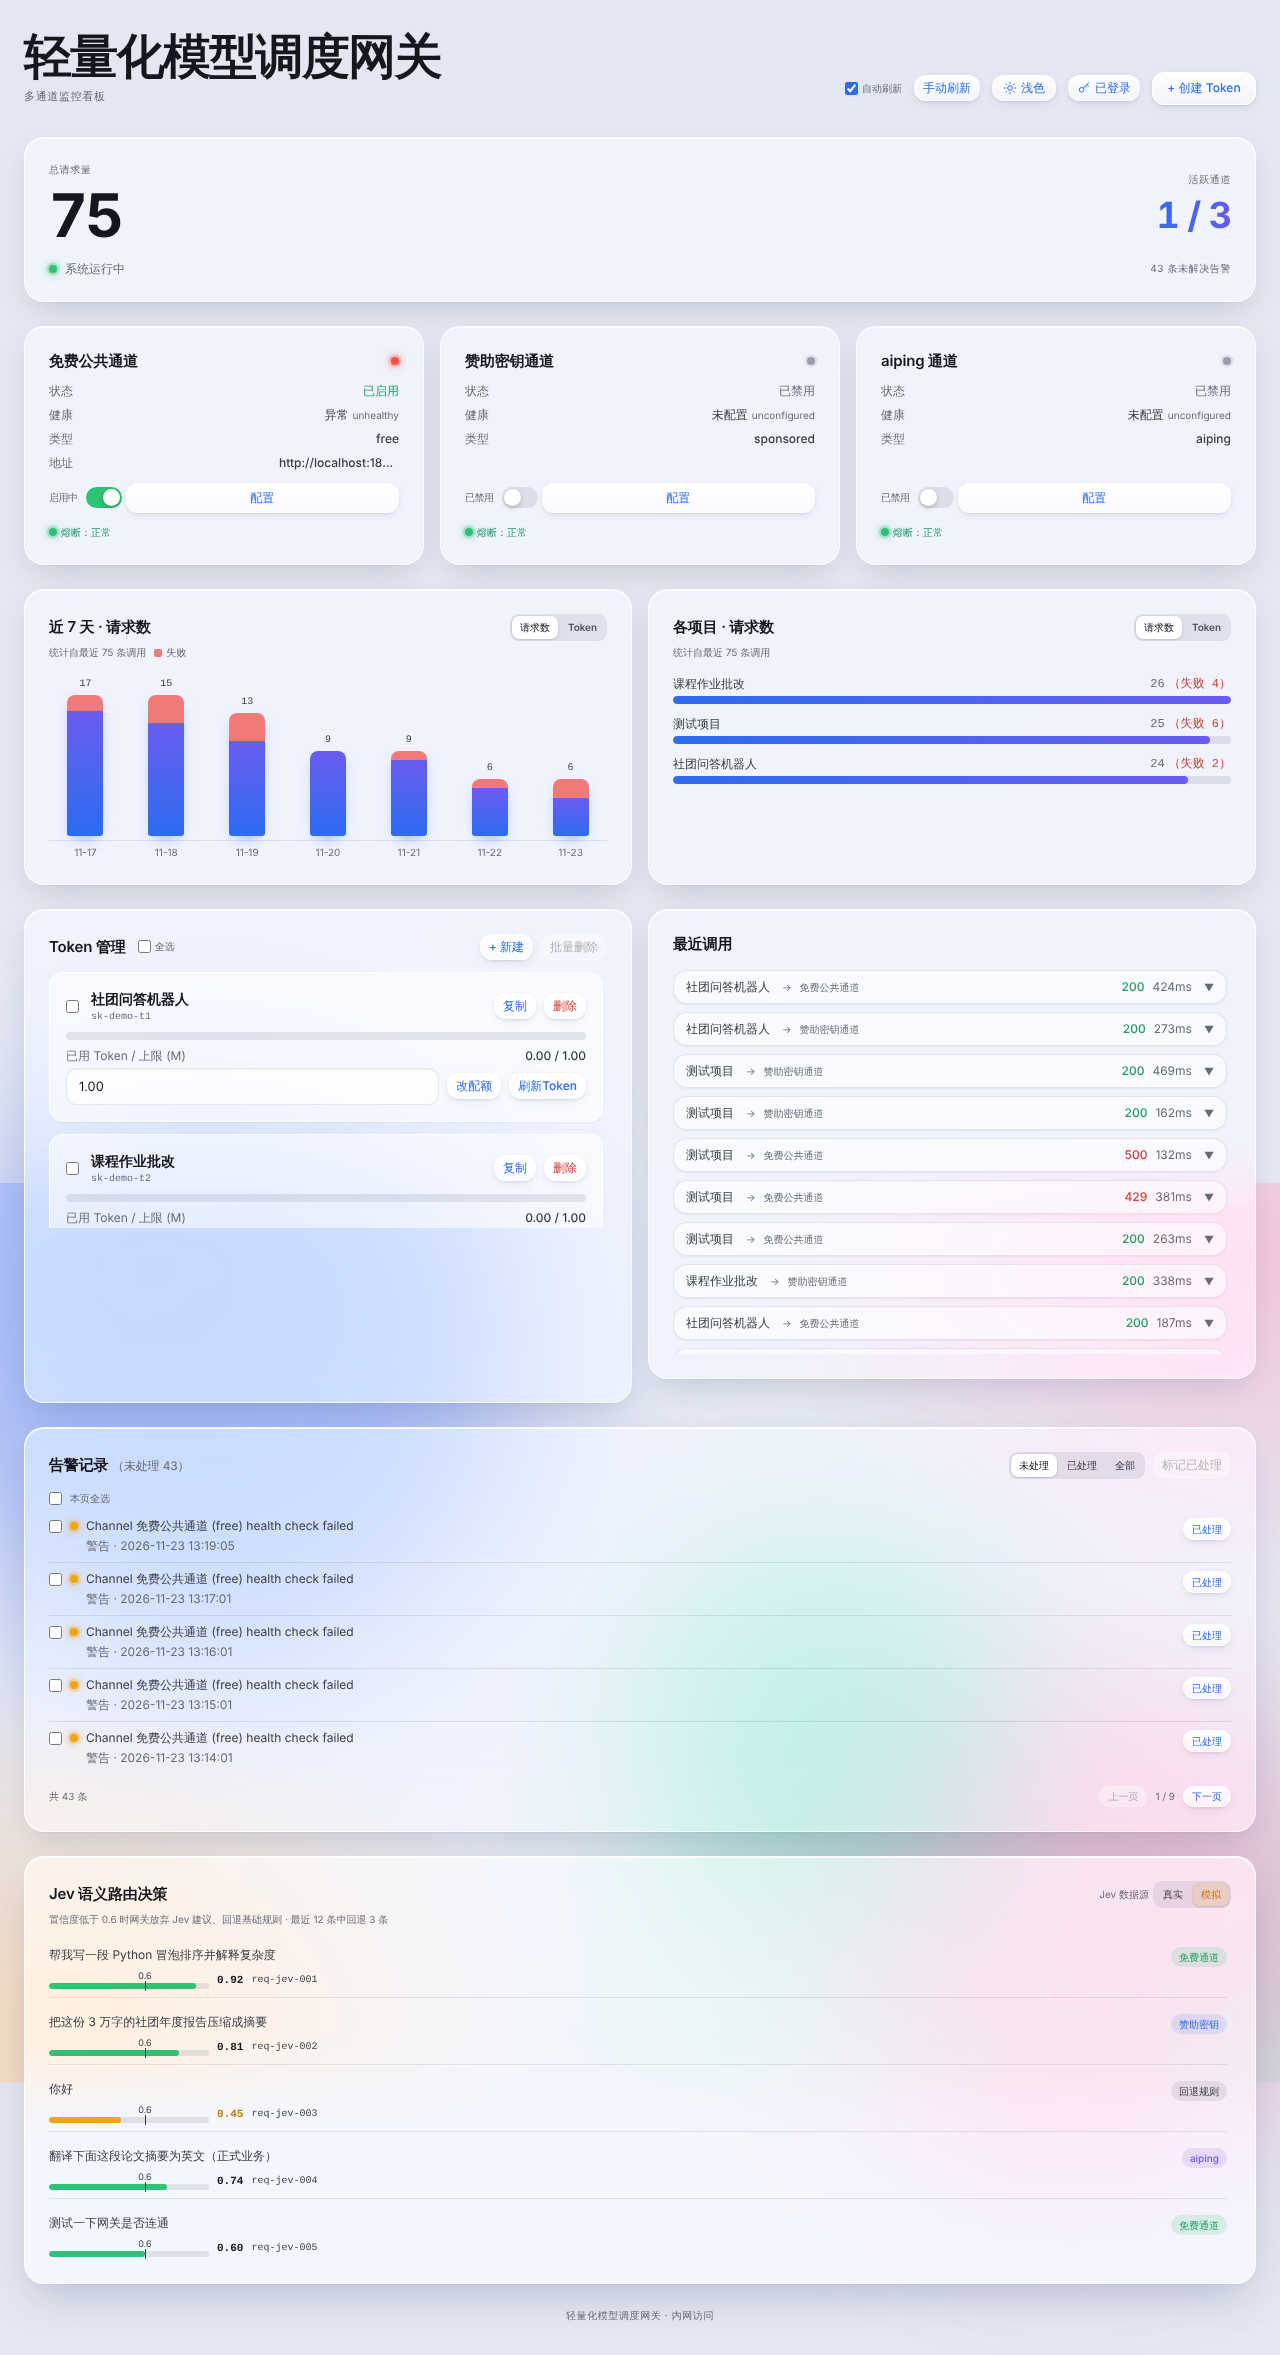 轻量化模型调度网关
多通道监控看板
自动刷新 手动刷新 浅色 已登录 + 创建 Token
总请求量
75
系统运行中
活跃通道
1 / 3
43 条未解决告警
免费公共通道
状态 已启用
健康 异常 unhealthy
类型 free
地址 http://localhost:18...
启用中 配置
熔断：正常
赞助密钥通道
状态 已禁用
健康 未配置 unconfigured
类型 sponsored
已禁用 配置
熔断：正常
aiping 通道
状态 已禁用
健康 未配置 unconfigured
类型 aiping
已禁用 配置
熔断：正常
近 7 天 · 请求数 请求数 Token
统计自最近 75 条调用 失败
17 15 13 9 9 6 6
11-17 11-18 11-19 11-20 11-21 11-22 11-23
各项目 · 请求数 请求数 Token
统计自最近 75 条调用
课程作业批改 26 （失败 4）
测试项目 25 （失败 6）
社团问答机器人 24 （失败 2）
Token 管理 全选 + 新建 批量删除
社团问答机器人 复制 删除
sk-demo-t1
已用 Token / 上限 (M) 0.00 / 1.00
1.00 改配额 刷新Token
课程作业批改 复制 删除
sk-demo-t2
已用 Token / 上限 (M) 0.00 / 1.00
最近调用
社团问答机器人 → 免费公共通道 200 424ms ▼
社团问答机器人 → 赞助密钥通道 200 273ms ▼
测试项目 → 赞助密钥通道 200 469ms ▼
测试项目 → 赞助密钥通道 200 162ms ▼
测试项目 → 免费公共通道 500 132ms ▼
测试项目 → 免费公共通道 429 381ms ▼
测试项目 → 免费公共通道 200 263ms ▼
课程作业批改 → 赞助密钥通道 200 338ms ▼
社团问答机器人 → 免费公共通道 200 187ms ▼
告警记录 （未处理 43） 未处理 已处理 全部 标记已处理
本页全选
Channel 免费公共通道 (free) health check failed 已处理
警告 · 2026-11-23 13:19:05
Channel 免费公共通道 (free) health check failed 已处理
警告 · 2026-11-23 13:17:01
Channel 免费公共通道 (free) health check failed 已处理
警告 · 2026-11-23 13:16:01
Channel 免费公共通道 (free) health check failed 已处理
警告 · 2026-11-23 13:15:01
Channel 免费公共通道 (free) health check failed 已处理
警告 · 2026-11-23 13:14:01
共 43 条 上一页 1 / 9 下一页
Jev 语义路由决策 Jev 数据源 真实 模拟
置信度低于 0.6 时网关放弃 Jev 建议、回退基础规则 · 最近 12 条中回退 3 条
帮我写一段 Python 冒泡排序并解释复杂度 免费通道
0.6 0.92 req-jev-001
把这份 3 万字的社团年度报告压缩成摘要 赞助密钥
0.6 0.81 req-jev-002
你好 回退规则
0.6 0.45 req-jev-003
翻译下面这段论文摘要为英文（正式业务） aiping
0.6 0.74 req-jev-004
测试一下网关是否连通 免费通道
0.6 0.60 req-jev-005
轻量化模型调度网关 · 内网访问